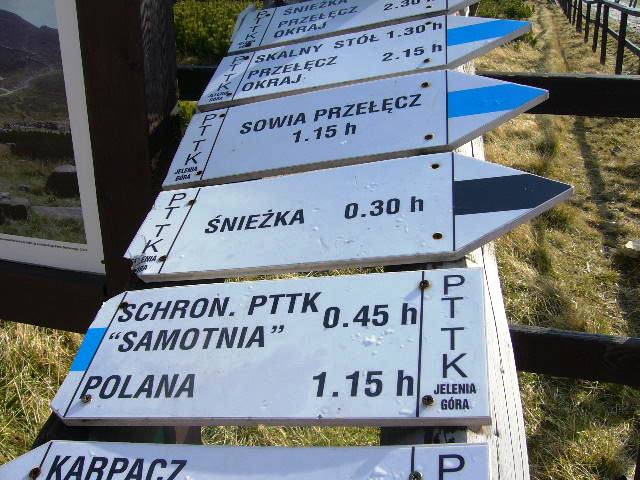 PTTK ŚNIEŻKA
PRZEŁĘCZ 2.30
OKRAJ
PTTK SKALNY STÓŁ 1.30 h
PRZEŁĘCZ 2.15 h
OKRAJ
PTTK JELENIA GÓRA
SOWIA PRZEŁĘCZ
1.15 h
PTTK JELENIA GÓRA
ŚNIEŻKA 0.30 h
SCHRON. PTTK 0.45 h
"SAMOTNIA"
POLANA 1.15 h
PTTK
JELENIA
GÓRA
KARPACZ P